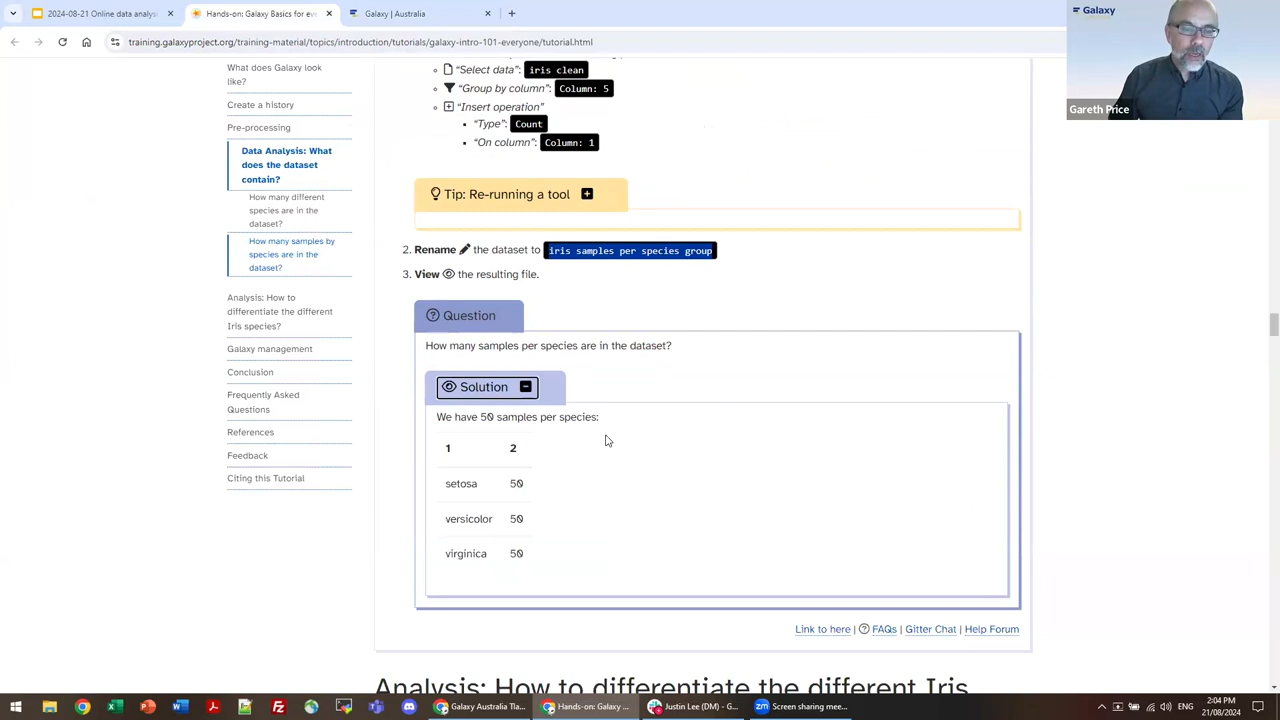 2024-08-21 Online data analysi
Hands-on: Galaxy Basics for ev
Galaxy | Australia
training.galaxyproject.org/training-material/topics/introduction/tutorials/galaxy-intro-101-everyone/tutorial.html
Galaxy
Gareth Price
What does Galaxy look
like?
Create a history
Pre-processing
Data Analysis: What
does the dataset
contain?
How many different
species are in the
dataset?
How many samples by
species are in the
dataset?
Analysis: How to
differentiate the different
Iris species?
Galaxy management
Conclusion
Frequently Asked
Questions
References
Feedback
Citing this Tutorial
"Select data": iris clean
"Group by column": Column: 5
"Insert operation"
"Type": Count
"On column": Column: 1
Tip: Re-running a tool
2. Rename the dataset to iris samples per species group
3. View the resulting file.
Question
How many samples per species are in the dataset?
Solution
We have 50 samples per species:
1 2
setosa 50
versicolor 50
virginica 50
Link to here | FAQs | Gitter Chat | Help Forum
Analysis: How to differentiate the different Iris
Galaxy Australia Tia...
Hands-on: Galaxy ...
Justin Lee (DM) - G...
Screen sharing mee...
ENG
2:04 PM
21/08/2024